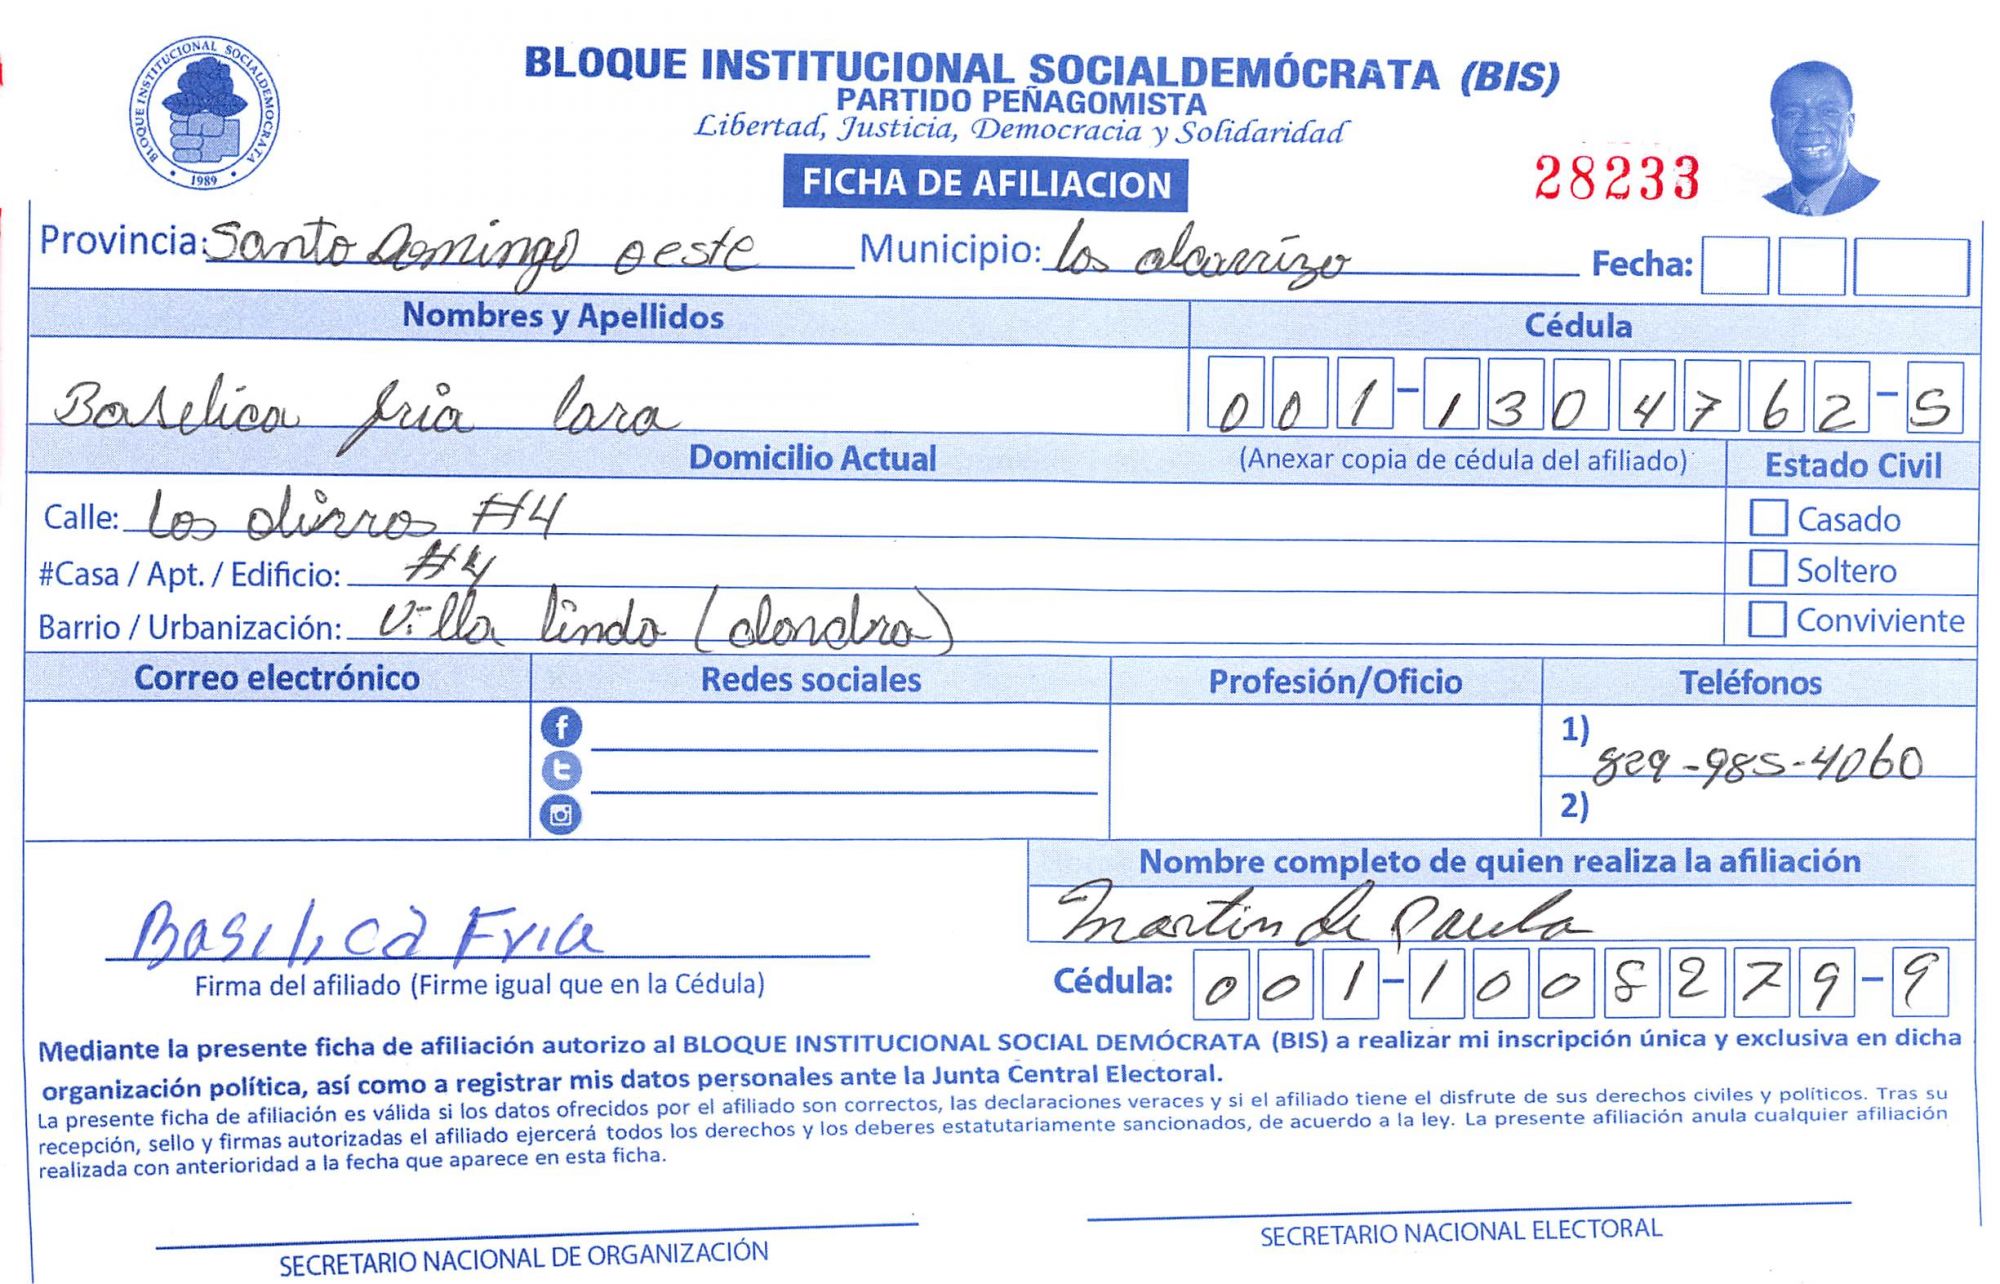 BLOQUE INSTITUCIONAL SOCIALDEMOCRATA
1989
BLOQUE INSTITUCIONAL SOCIALDEMÓCRATA (BIS)
PARTIDO PEÑAGOMISTA
Libertad, Justicia, Democracia y Solidaridad
FICHA DE AFILIACION
28233
Provincia: Santo Domingo oeste Municipio: los alcarrizo Fecha:
Nombres y Apellidos Cédula
Baselica fria lara 001-1304762-5
Domicilio Actual (Anexar copia de cédula del afiliado) Estado Civil
Calle: Los #4 Casado
#Casa / Apt. / Edificio: #4 Soltero
Barrio / Urbanización: Villa linda (alondra) Conviviente
Correo electrónico Redes sociales Profesión/Oficio Teléfonos
1) 829-985-4060
2)
Nombre completo de quien realiza la afiliación
Martin de Paula
Basilica Fria
Firma del afiliado (Firme igual que en la Cédula) Cédula: 001-1008279-9
Mediante la presente ficha de afiliación autorizo al BLOQUE INSTITUCIONAL SOCIAL DEMÓCRATA (BIS) a realizar mi inscripción única y exclusiva en dicha
organización política, así como a registrar mis datos personales ante la Junta Central Electoral.
La presente ficha de afiliación es válida si los datos ofrecidos por el afiliado son correctos, las declaraciones veraces y si el afiliado tiene el disfrute de sus derechos civiles y políticos. Tras su
recepción, sello y firmas autorizadas el afiliado ejercerá todos los derechos y los deberes estatutariamente sancionados, de acuerdo a la ley. La presente afiliación anula cualquier afiliación
realizada con anterioridad a la fecha que aparece en esta ficha.
SECRETARIO NACIONAL DE ORGANIZACIÓN SECRETARIO NACIONAL ELECTORAL